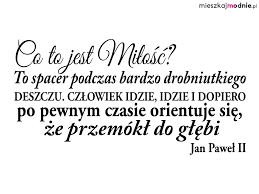 mieszkajmodnie.pl
Co to jest Miłość?
To spacer podczas bardzo drobniutkiego
DESZCZU. CZŁOWIEK IDZIE, IDZIE I DOPIERO
po pewnym czasie orientuje się,
że przemókł do głębi
Jan Paweł II